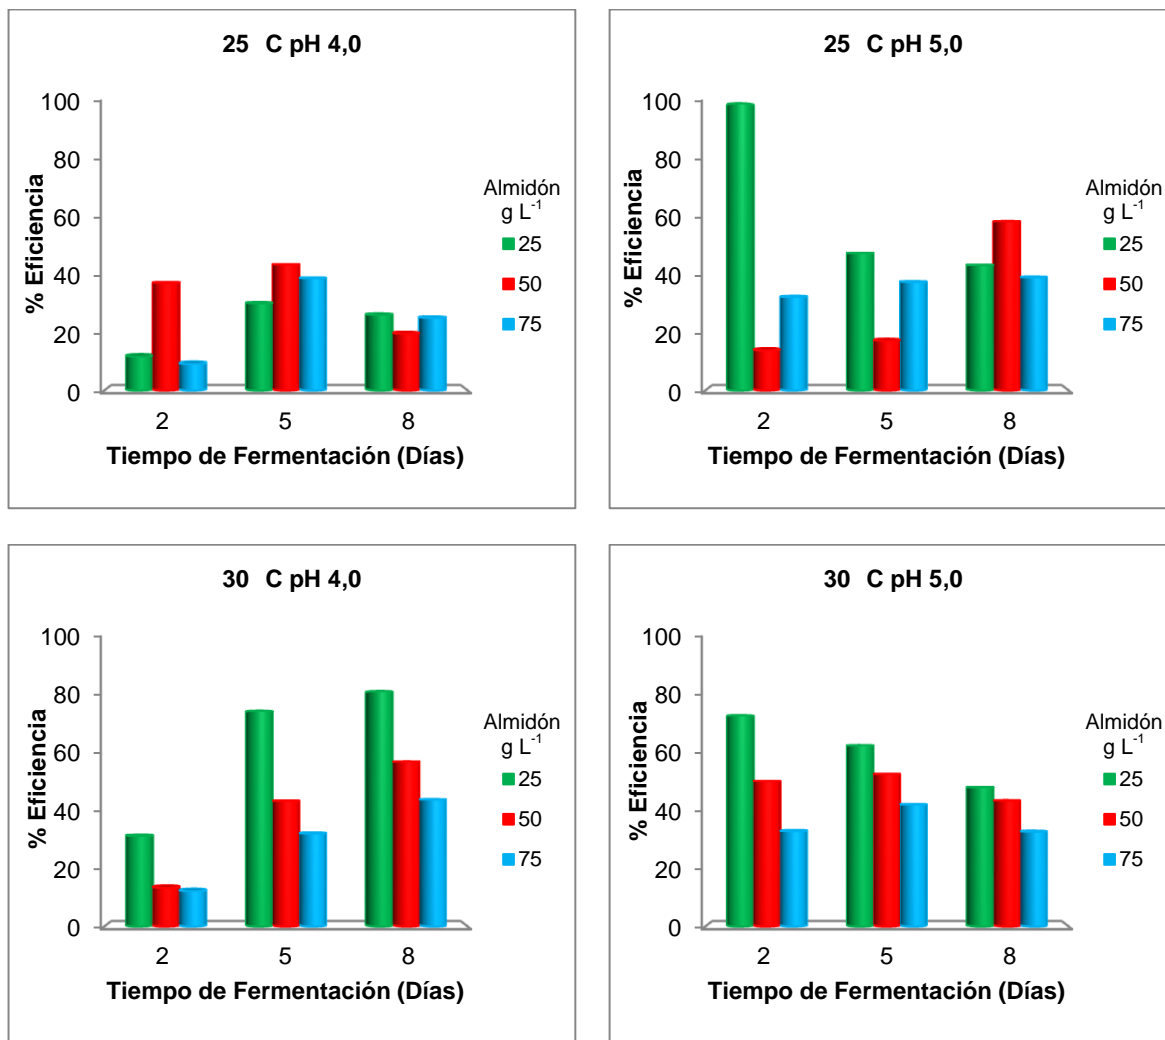 25 C pH 4,0
100
80
60
40
20
0
% Eficiencia
Almidón
g L⁻¹
25
50
75
2 5 8
Tiempo de Fermentación (Días)
25 C pH 5,0
100
80
60
40
20
0
% Eficiencia
Almidón
g L⁻¹
25
50
75
2 5 8
Tiempo de Fermentación (Días)
30 C pH 4,0
100
80
60
40
20
0
% Eficiencia
Almidón
g L⁻¹
25
50
75
2 5 8
Tiempo de Fermentación (Días)
30 C pH 5,0
100
80
60
40
20
0
% Eficiencia
Almidón
g L⁻¹
25
50
75
2 5 8
Tiempo de Fermentación (Días)